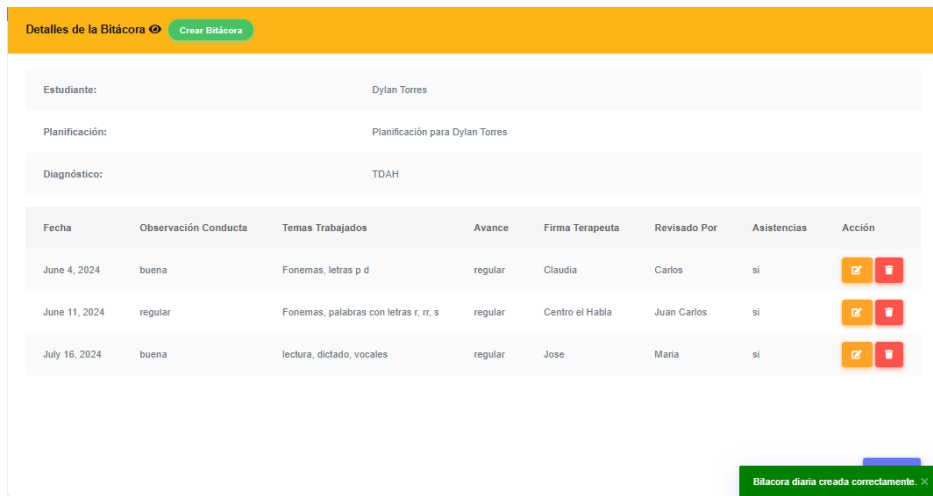 Detalles de la Bitácora Crear Bitácora
Estudiante: Dylan Torres
Planificación: Planificación para Dylan Torres
Diagnóstico: TDAH
Fecha Observación Conducta Temas Trabajados Avance Firma Terapeuta Revisado Por Asistencias Acción
June 4, 2024 buena Fonemas, letras p d regular Claudia Carlos si
June 11, 2024 regular Fonemas, palabras con letras r, rr, s regular Centro el Habla Juan Carlos si
July 16, 2024 buena lectura, dictado, vocales regular Jose Maria si
Bitacora diaria creada correctamente. ×